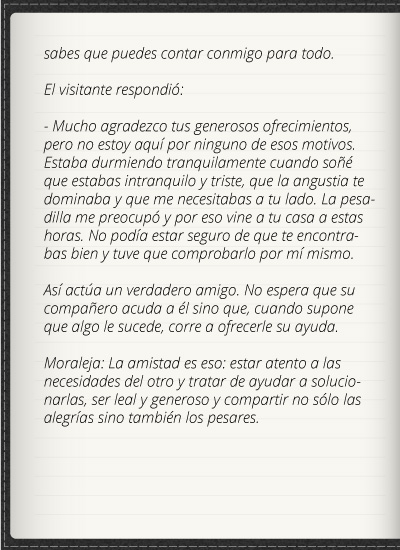 sabes que puedes contar conmigo para todo.
El visitante respondió:
- Mucho agradezco tus generosos ofrecimientos,
pero no estoy aquí por ninguno de esos motivos.
Estaba durmiendo tranquilamente cuando soñé
que estabas intranquilo y triste, que la angustia te
dominaba y que me necesitabas a tu lado. La pesa-
dilla me preocupó y por eso vine a tu casa a estas
horas. No podía estar seguro de que te encontra-
bas bien y tuve que comprobarlo por mí mismo.
Así actúa un verdadero amigo. No espera que su
compañero acuda a él sino que, cuando supone
que algo le sucede, corre a ofrecerle su ayuda.
Moraleja: La amistad es eso: estar atento a las
necesidades del otro y tratar de ayudar a solucio-
narlas, ser leal y generoso y compartir no sólo las
alegrías sino también los pesares.